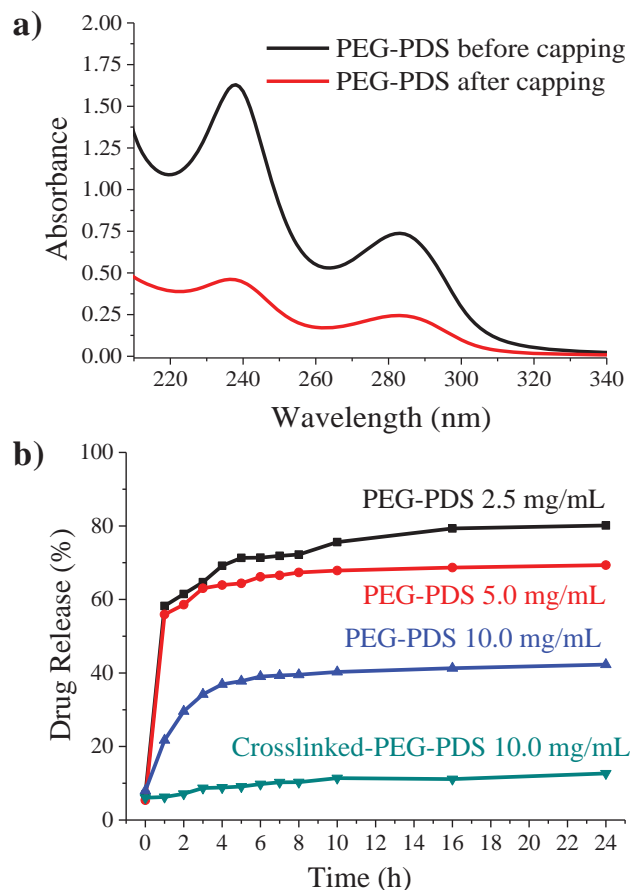 a)
PEG-PDS before capping
PEG-PDS after capping
2.00
1.75
1.50
1.25
1.00
0.75
0.50
0.25
0.00
Absorbance
220 240 260 280 300 320 340
Wavelength (nm)
b)
100
80
60
40
20
0
Drug Release (%)
PEG-PDS 2.5 mg/mL
PEG-PDS 5.0 mg/mL
PEG-PDS 10.0 mg/mL
Crosslinked-PEG-PDS 10.0 mg/mL
0 2 4 6 8 10 12 14 16 18 20 22 24
Time (h)